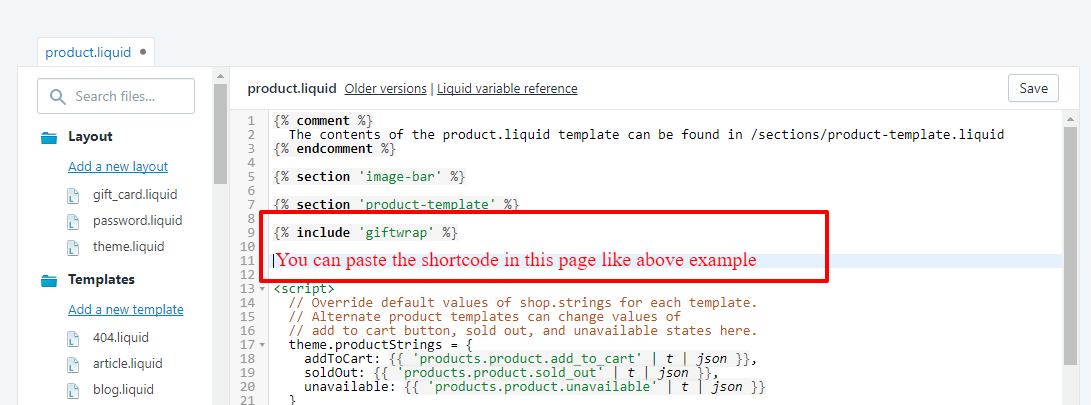 product.liquid
Search files...
Layout
Add a new layout
gift_card.liquid
password.liquid
theme.liquid
Templates
Add a new template
404.liquid
article.liquid
blog.liquid
product.liquid Older versions | Liquid variable reference
Save
1 {% comment %}
2 The contents of the product.liquid template can be found in /sections/product-template.liquid
3 {% endcomment %}
4
5 {% section 'image-bar' %}
6
7 {% section 'product-template' %}
8
9 {% include 'giftwrap' %}
10
11 You can paste the shortcode in this page like above example
12
13 <script>
14 // Override default values of shop.strings for each template.
15 // Alternate product templates can change values of
16 // add to cart button, sold out, and unavailable states here.
17 theme.productStrings = {
18 addToCart: {{ 'products.product.add_to_cart' | t | json }},
19 soldOut: {{ 'products.product.sold_out' | t | json }},
20 unavailable: {{ 'products.product.unavailable' | t | json }}
21 }